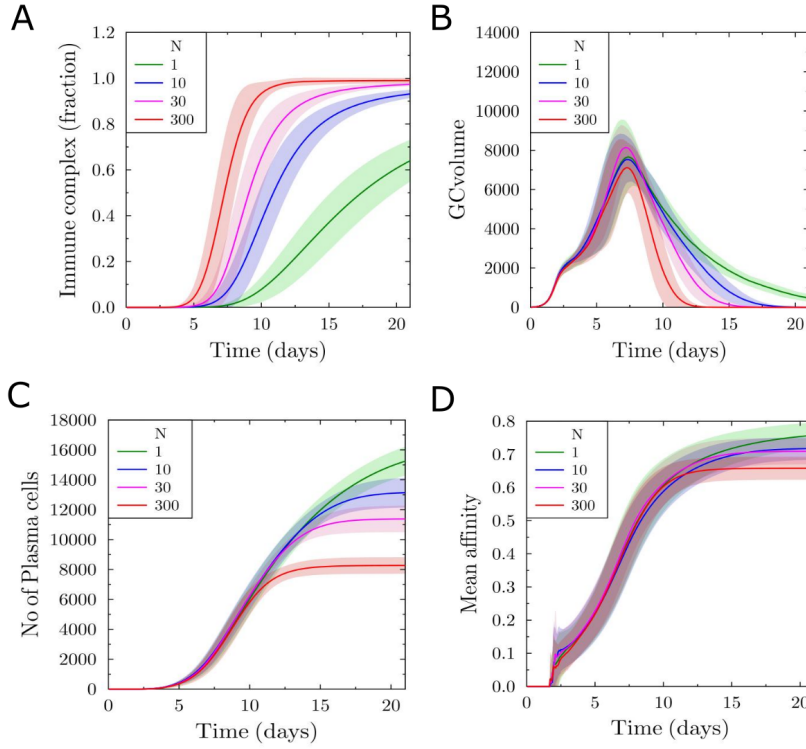 A
Immune complex (fraction)
1.2
1.0
0.8
0.6
0.4
0.2
0.0
N
1
10
30
300
0 5 10 15 20
Time (days)
B
GCvolume
14000
12000
10000
8000
6000
4000
2000
0
N
1
10
30
300
0 5 10 15 20
Time (days)
C
No of Plasma cells
18000
16000
14000
12000
10000
8000
6000
4000
2000
0
N
1
10
30
300
0 5 10 15 20
Time (days)
D
Mean affinity
0.8
0.7
0.6
0.5
0.4
0.3
0.2
0.1
0.0
N
1
10
30
300
0 5 10 15 20
Time (days)